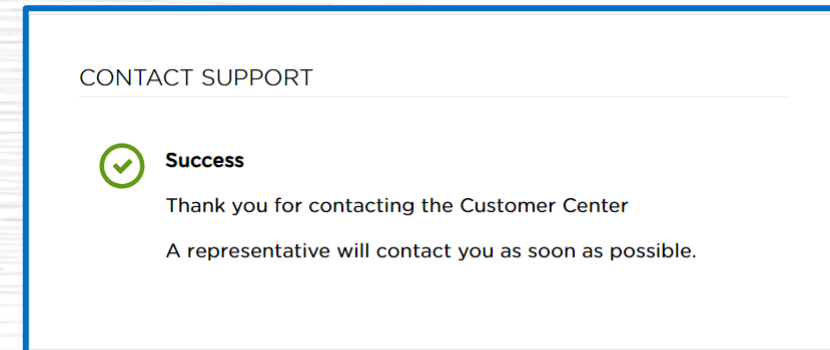 CONTACT SUPPORT
Success
Thank you for contacting the Customer Center
A representative will contact you as soon as possible.